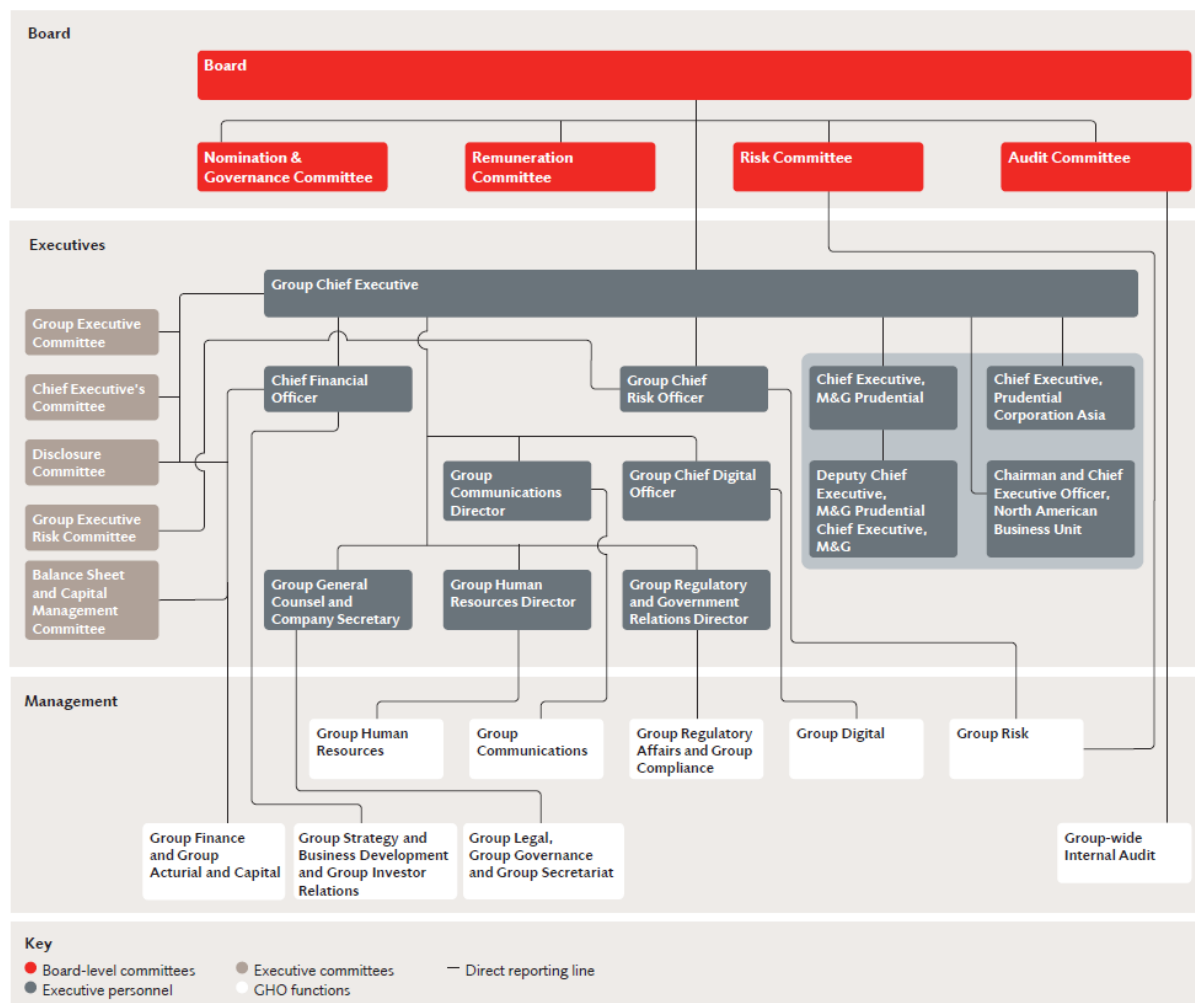 Board
Board
Nomination &
Governance Committee
Remuneration
Committee
Risk Committee
Audit Committee
Executives
Group Chief Executive
Group Executive
Committee
Chief Executive's
Committee
Disclosure
Committee
Group Executive
Risk Committee
Balance Sheet
and Capital
Management
Committee
Chief Financial
Officer
Group Chief
Risk Officer
Chief Executive,
M&G Prudential
Chief Executive,
Prudential
Corporation Asia
Group
Communications
Director
Group Chief Digital
Officer
Deputy Chief
Executive,
M&G Prudential
Chief Executive,
M&G
Chairman and Chief
Executive Officer,
North American
Business Unit
Group General
Counsel and
Company Secretary
Group Human
Resources Director
Group Regulatory
and Government
Relations Director
Management
Group Human
Resources
Group
Communications
Group Regulatory
Affairs and Group
Compliance
Group Digital
Group Risk
Group Finance
and Group
Acturial and Capital
Group Strategy and
Business Development
and Group Investor
Relations
Group Legal,
Group Governance
and Group Secretariat
Group-wide
Internal Audit
Key
Board-level committees
Executive committees
Direct reporting line
Executive personnel
GHO functions